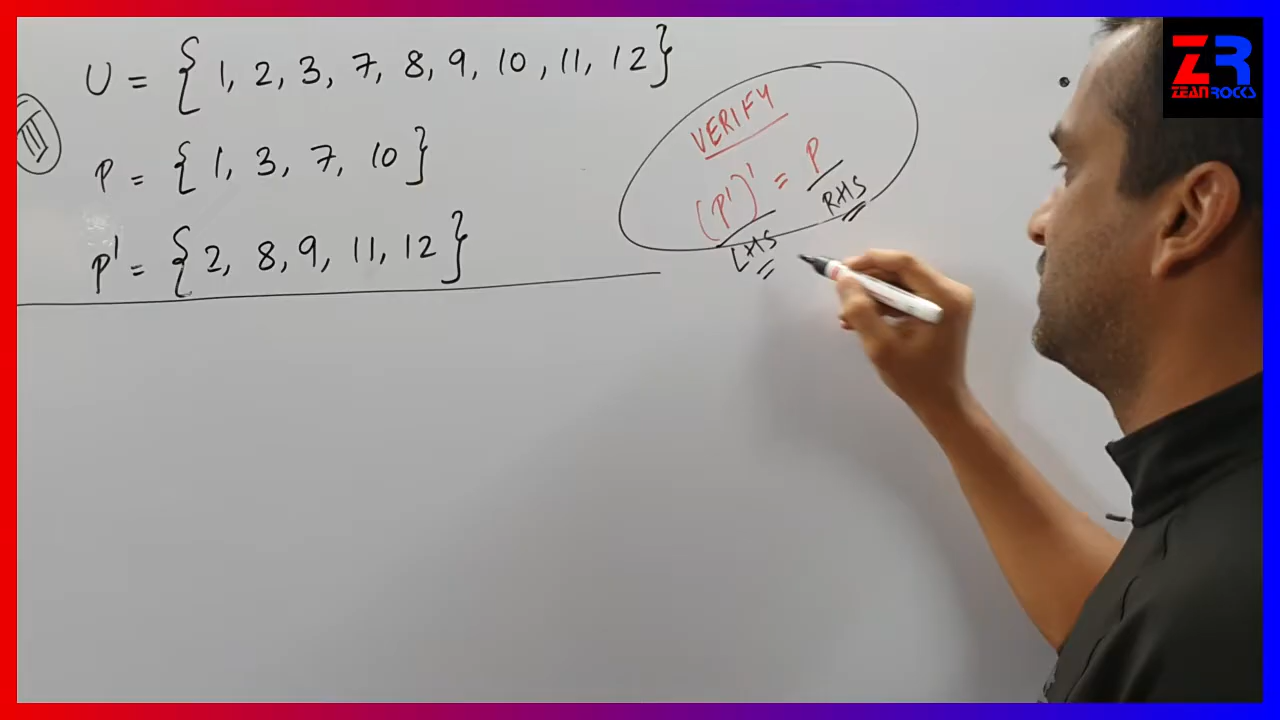 U = { 1, 2, 3, 7, 8, 9, 10, 11, 12}
III
P = { 1, 3, 7, 10 }
P' = { 2, 8, 9, 11, 12 }
VERIFY
(P')' = P
LHS RHS
ZR
ZEAN ROCKS